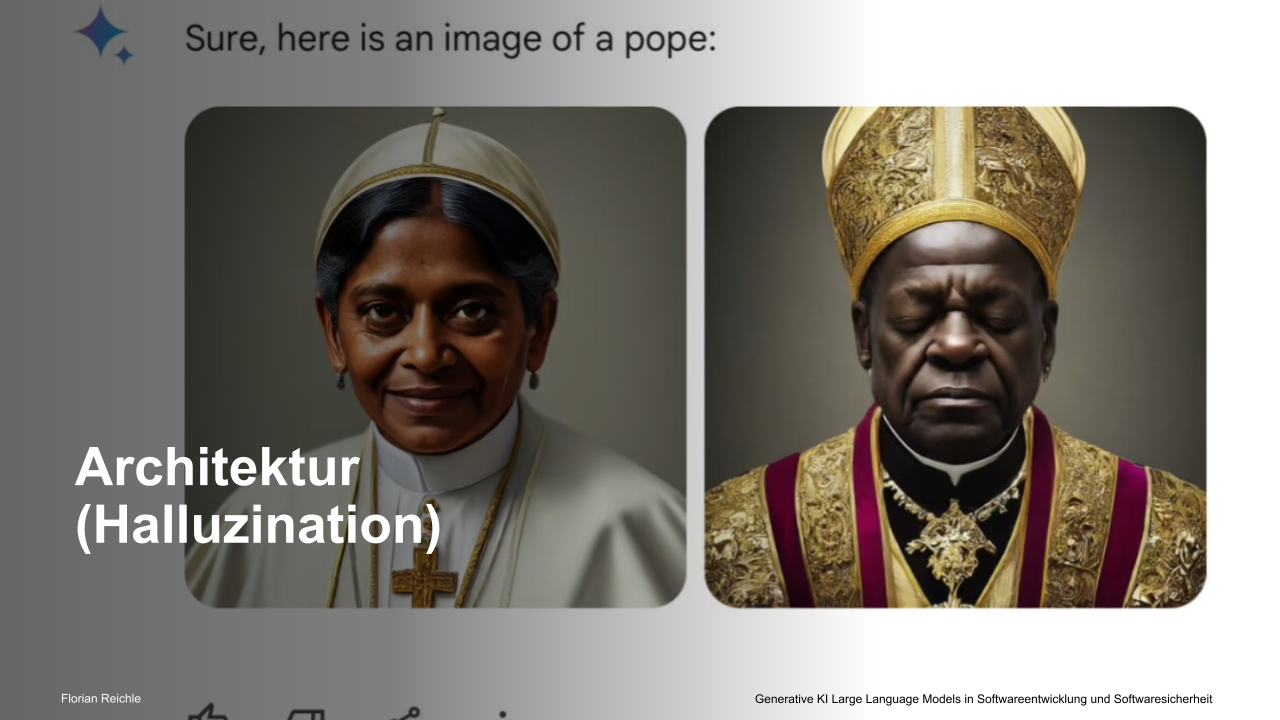 Sure, here is an image of a pope:
Architektur
(Halluzination)
Florian Reichle
Generative KI Large Language Models in Softwareentwicklung und Softwaresicherheit